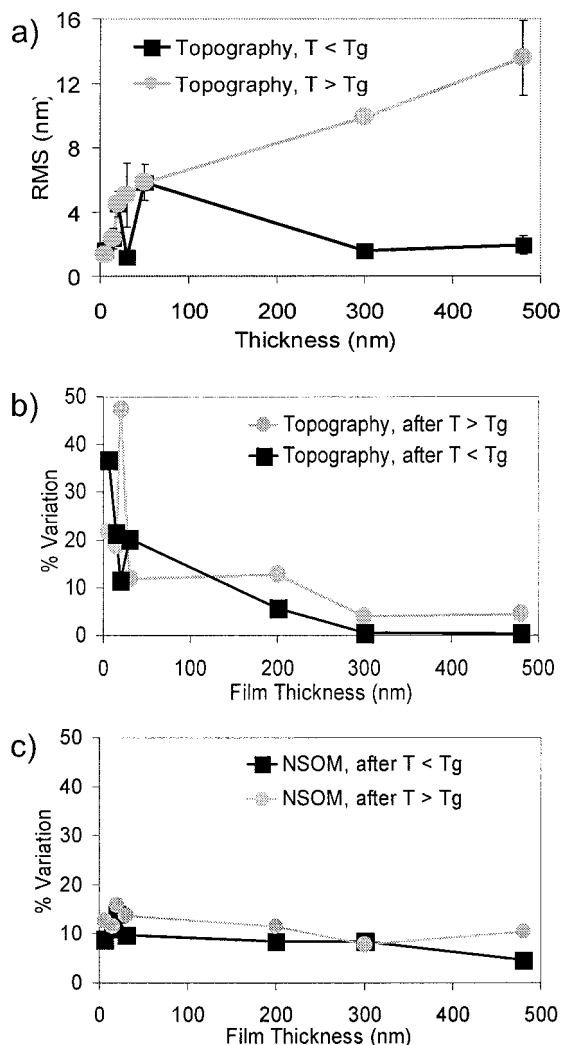 a)
16
12
8
4
0
RMS (nm)
Topography, T < Tg
Topography, T > Tg
0 100 200 300 400 500
Thickness (nm)
b)
50
40
30
20
10
0
% Variation
Topography, after T > Tg
Topography, after T < Tg
0 100 200 300 400 500
Film Thickness (nm)
c)
50
40
30
20
10
0
% Variation
NSOM, after T < Tg
NSOM, after T > Tg
0 100 200 300 400 500
Film Thickness (nm)